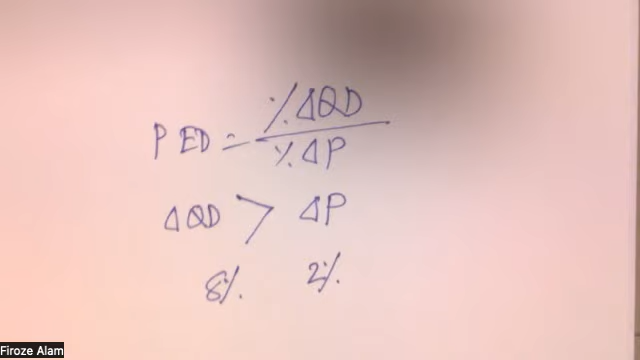 PED = %ΔQD / %ΔP
ΔQD > ΔP
8% 2%
Firoze Alam